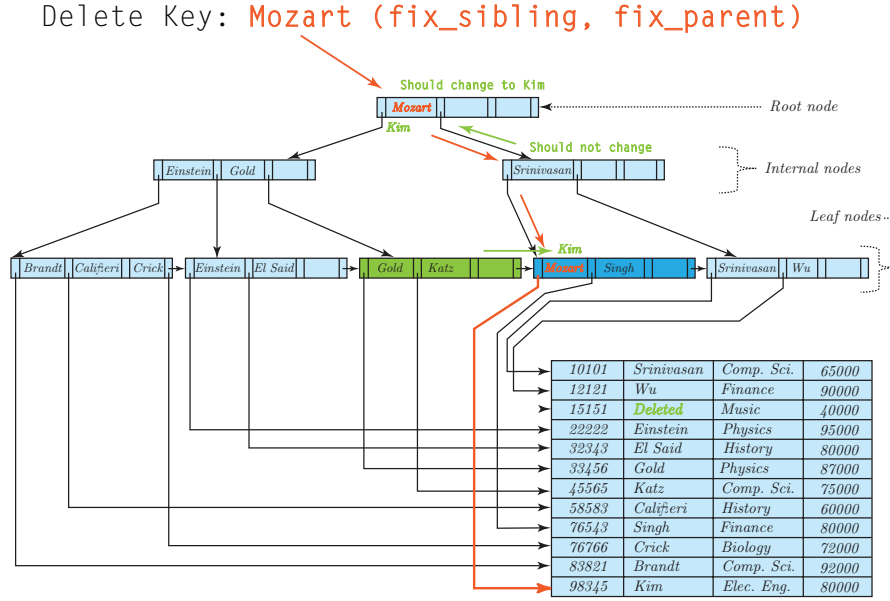 Delete Key: Mozart (fix_sibling, fix_parent)
Should change to Kim
Mozart
Root node
Kim
Should not change
Einstein Gold
Srinivasan
Internal nodes
Leaf nodes
Kim
Brandt Califieri Crick
Einstein El Said
Gold Katz
Mozart Singh
Srinivasan Wu
10101 Srinivasan Comp. Sci. 65000
12121 Wu Finance 90000
15151 Deleted Music 40000
22222 Einstein Physics 95000
32343 El Said History 80000
33456 Gold Physics 87000
45565 Katz Comp. Sci. 75000
58583 Califieri History 60000
76543 Singh Finance 80000
76766 Crick Biology 72000
83821 Brandt Comp. Sci. 92000
98345 Kim Elec. Eng. 80000